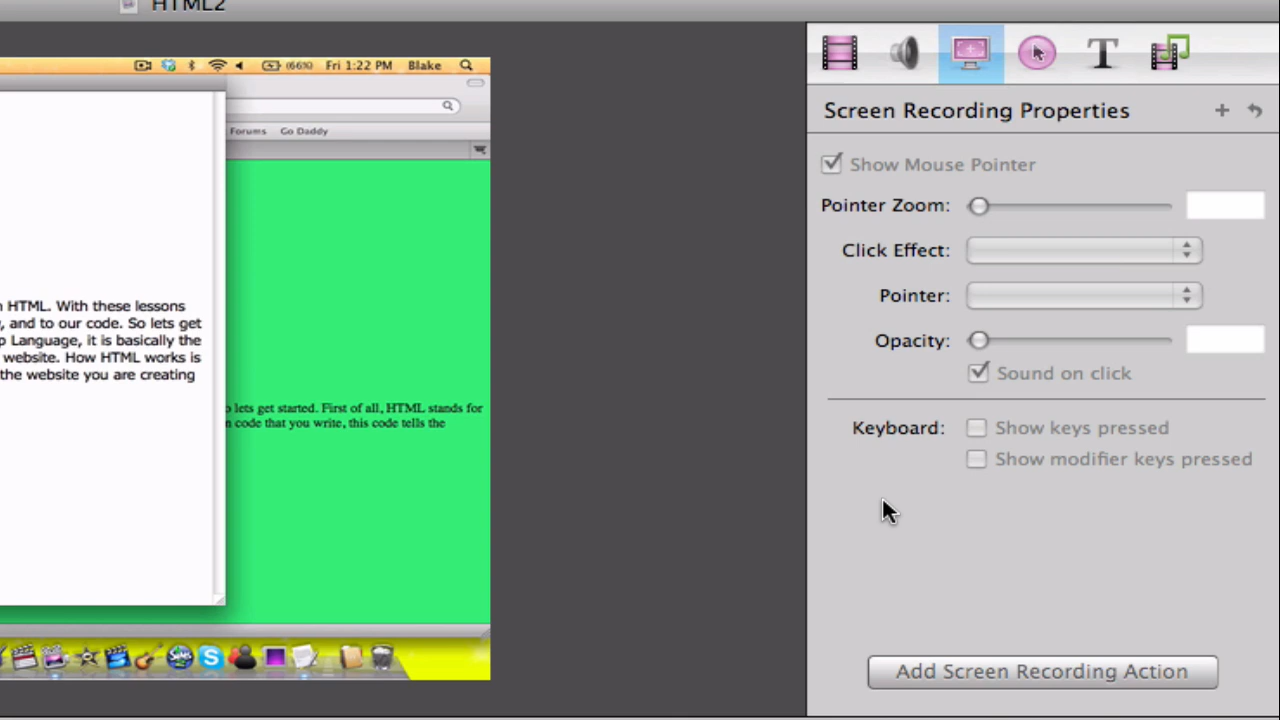 HTML2
(66%) Fri 1:22 PM Blake
Forums Go Daddy
HTML. With these lessons
, and to our code. So lets get
p Language, it is basically the
website. How HTML works is
the website you are creating
o lets get started. First of all, HTML stands for
n code that you write, this code tells the
T
Screen Recording Properties
Show Mouse Pointer
Pointer Zoom:
Click Effect:
Pointer:
Opacity:
Sound on click
Keyboard: Show keys pressed
Show modifier keys pressed
Add Screen Recording Action